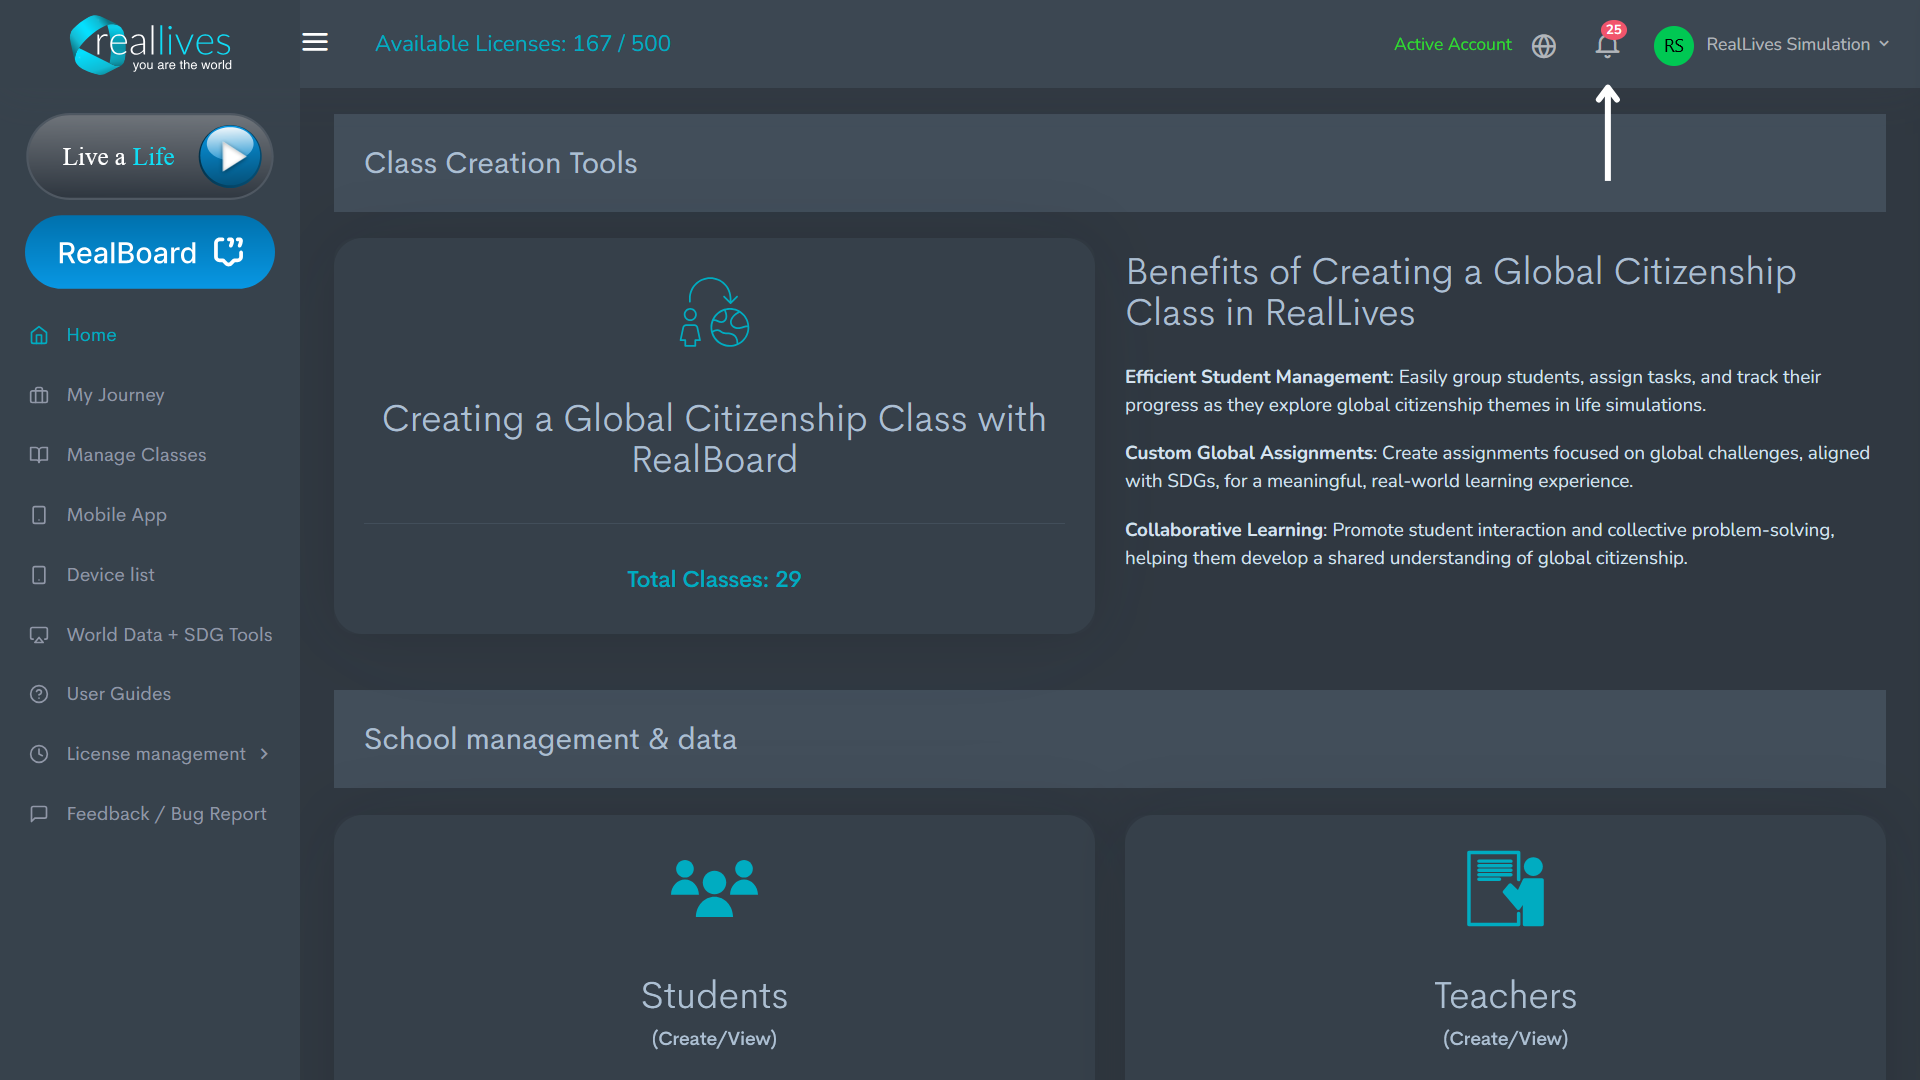 reallives
you are the world
Available Licenses: 167 / 500
Active Account
25
RS
RealLives Simulation
Live a Life
RealBoard
Home
My Journey
Manage Classes
Mobile App
Device list
World Data + SDG Tools
User Guides
License management
Feedback / Bug Report
Class Creation Tools
Creating a Global Citizenship Class with
RealBoard
Total Classes: 29
Benefits of Creating a Global Citizenship
Class in RealLives
Efficient Student Management: Easily group students, assign tasks, and track their
progress as they explore global citizenship themes in life simulations.
Custom Global Assignments: Create assignments focused on global challenges, aligned
with SDGs, for a meaningful, real-world learning experience.
Collaborative Learning: Promote student interaction and collective problem-solving,
helping them develop a shared understanding of global citizenship.
School management & data
Students
(Create/View)
Teachers
(Create/View)